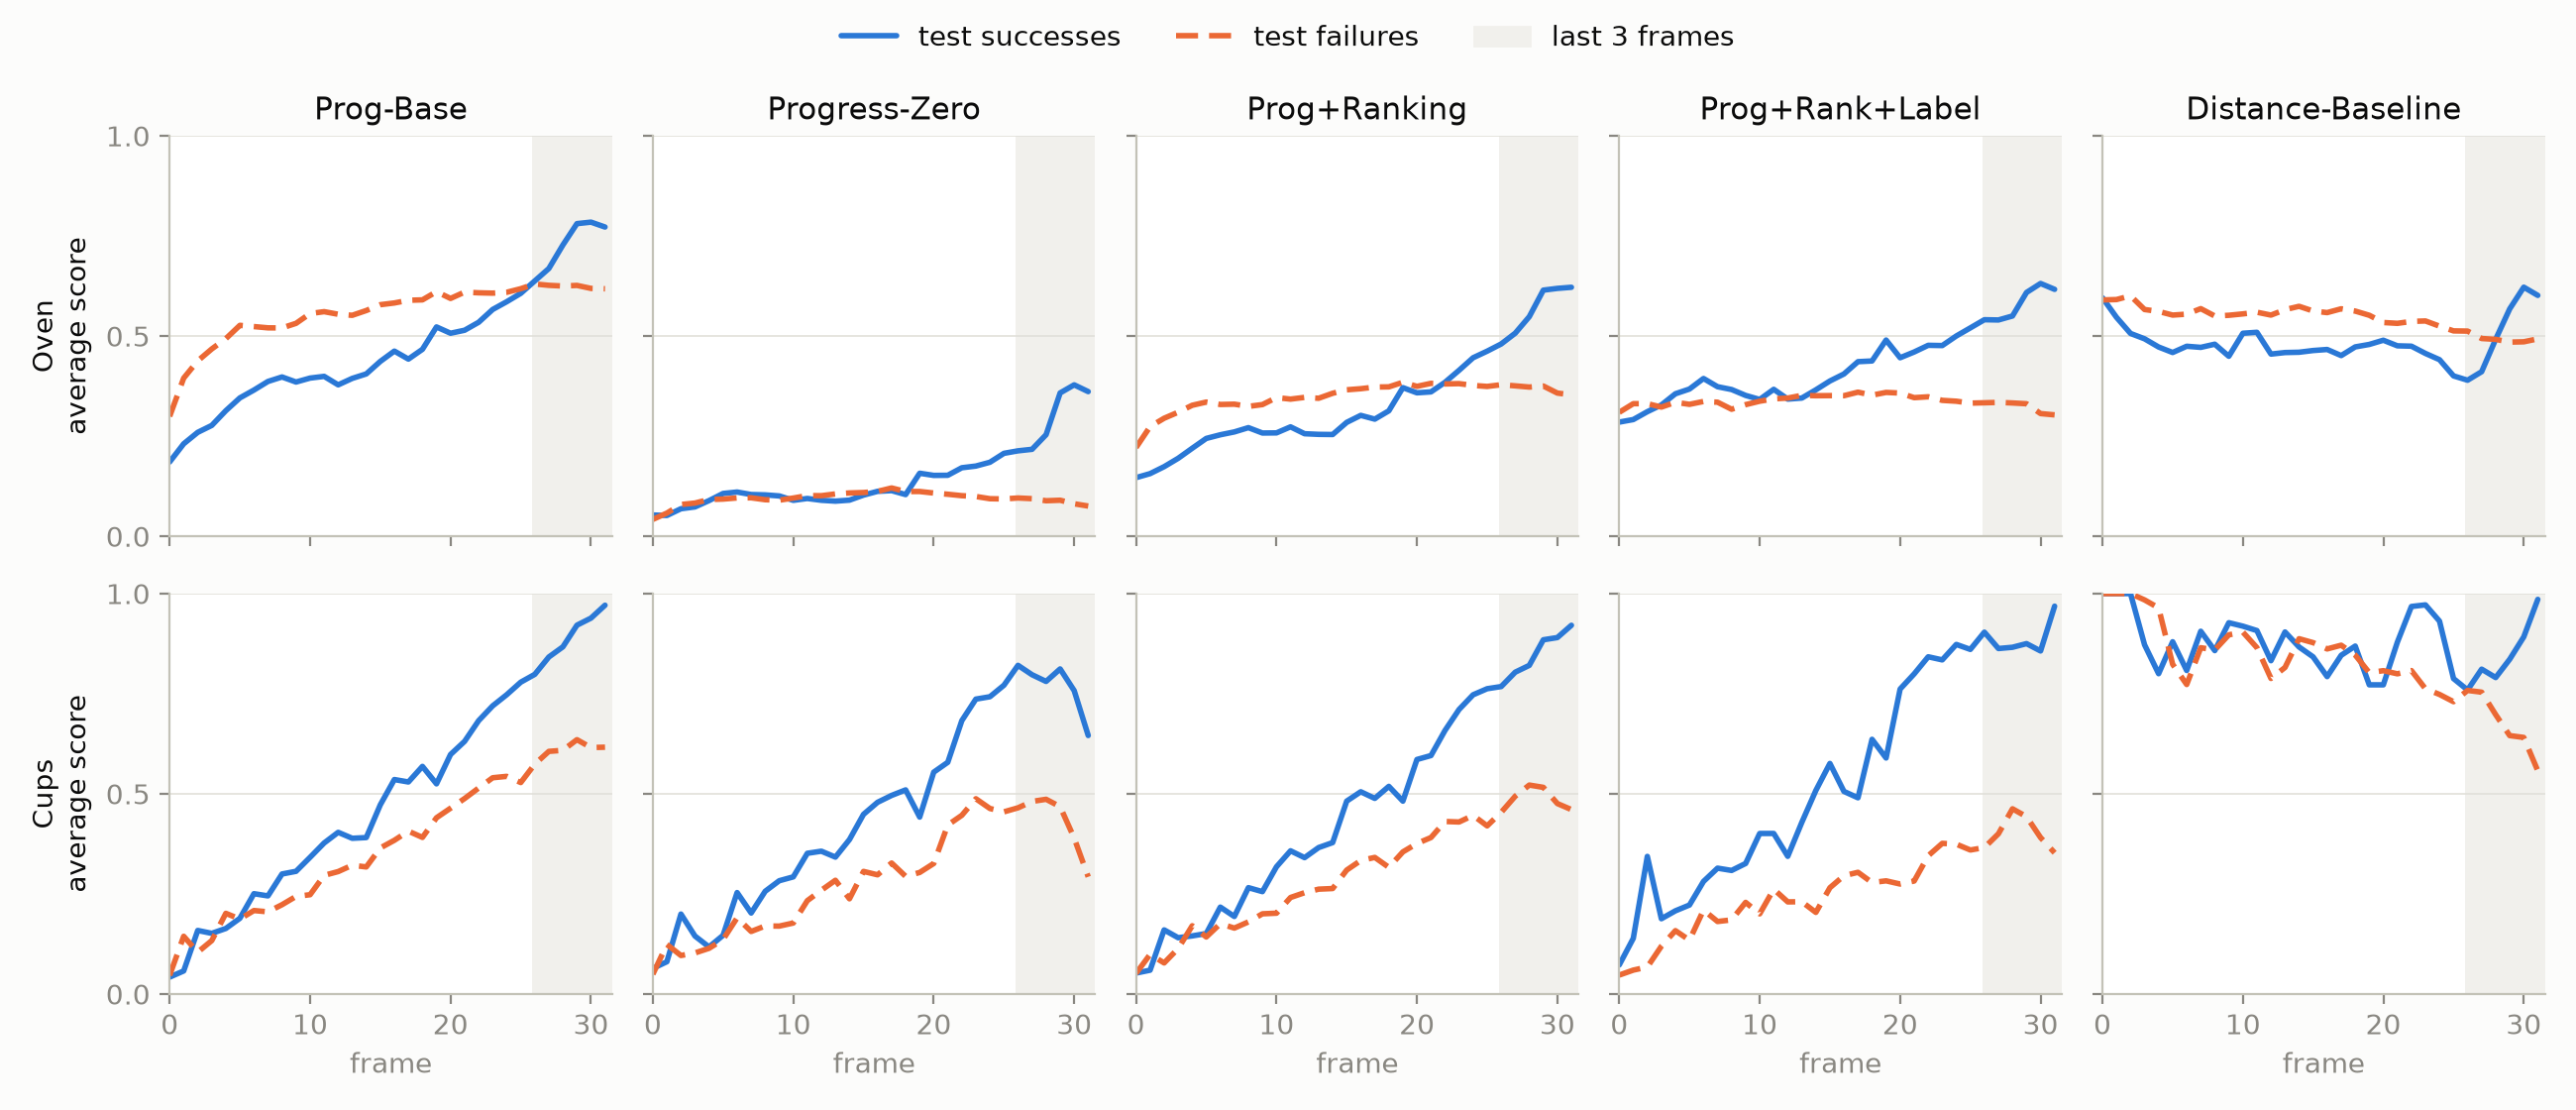 test successes test failures last 3 frames
Prog-Base Progress-Zero Prog+Ranking Prog+Rank+Label Distance-Baseline
Oven
average score
1.0
0.5
0.0
Cups
average score
1.0
0.5
0.0
0 10 20 30 0 10 20 30 0 10 20 30 0 10 20 30 0 10 20 30
frame frame frame frame frame